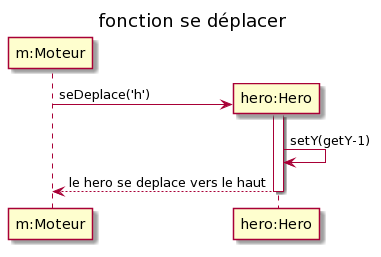 fonction se déplacer
m:Moteur
seDeplace('h')
hero:Hero
setY(getY-1)
le hero se deplace vers le haut
m:Moteur
hero:Hero